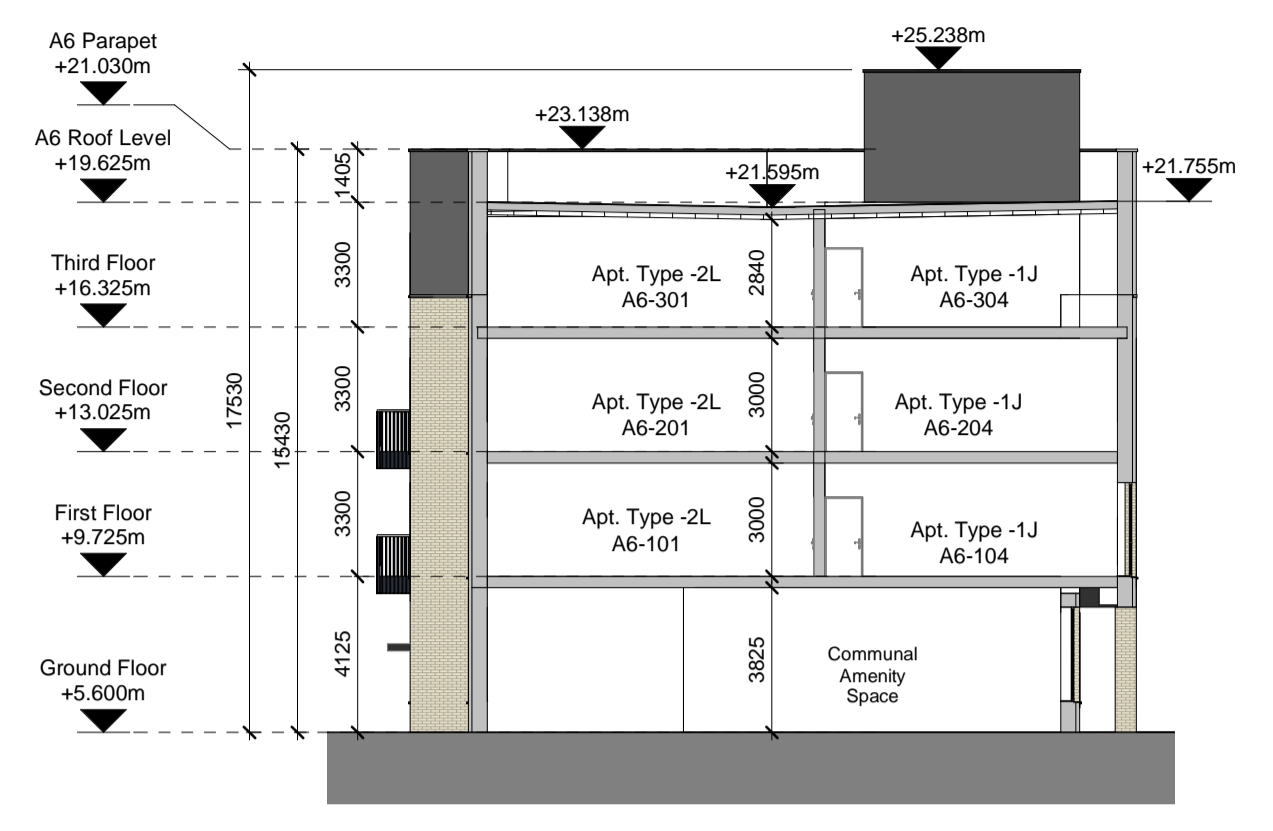 A6 Parapet
+21.030m
A6 Roof Level
+19.625m
Third Floor
+16.325m
Second Floor
+13.025m
First Floor
+9.725m
Ground Floor
+5.600m
17530
15430
1405
3300
3300
3300
4125
+23.138m
+25.238m
+21.595m
+21.755m
Apt. Type -2L
A6-301
2840
Apt. Type -1J
A6-304
Apt. Type -2L
A6-201
3000
Apt. Type -1J
A6-204
Apt. Type -2L
A6-101
3000
Apt. Type -1J
A6-104
3825
Communal
Amenity
Space